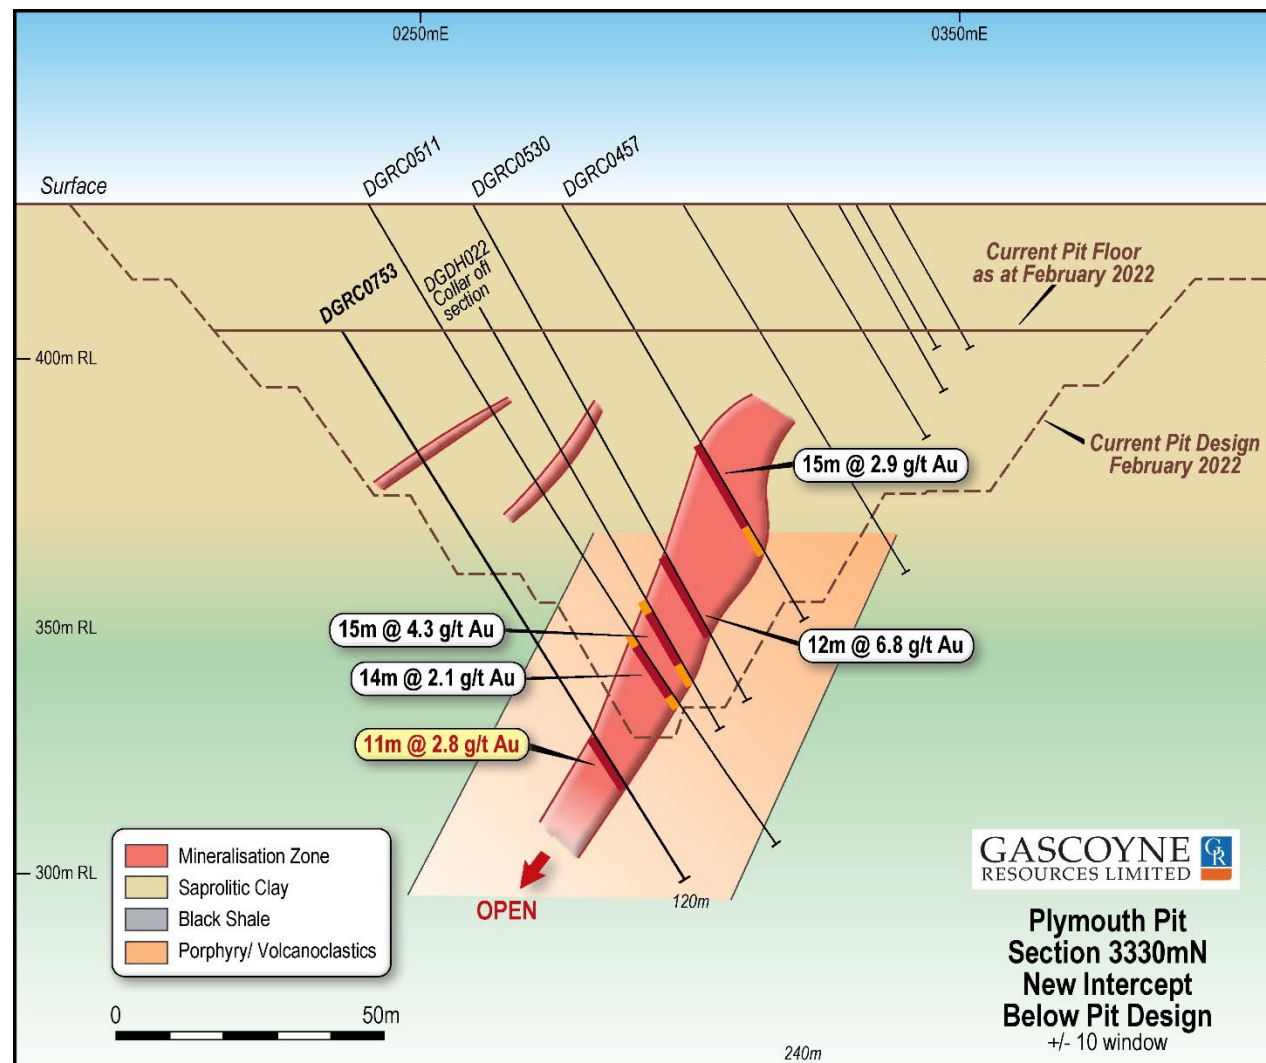 0250mE
0350mE
Surface
DGRC0511
DGRC0530
DGRC0457
DGRC0753
DGDH022
Collar off
section
Current Pit Floor
as at February 2022
400m RL
15m @ 2.9 g/t Au
Current Pit Design
February 2022
350m RL
15m @ 4.3 g/t Au
12m @ 6.8 g/t Au
14m @ 2.1 g/t Au
11m @ 2.8 g/t Au
Mineralisation Zone
Saprolitic Clay
Black Shale
Porphyry/ Volcanoclastics
300m RL
OPEN
120m
GASCOYNE
RESOURCES LIMITED
GR
Plymouth Pit
Section 3330mN
New Intercept
Below Pit Design
+/- 10 window
0
50m
240m